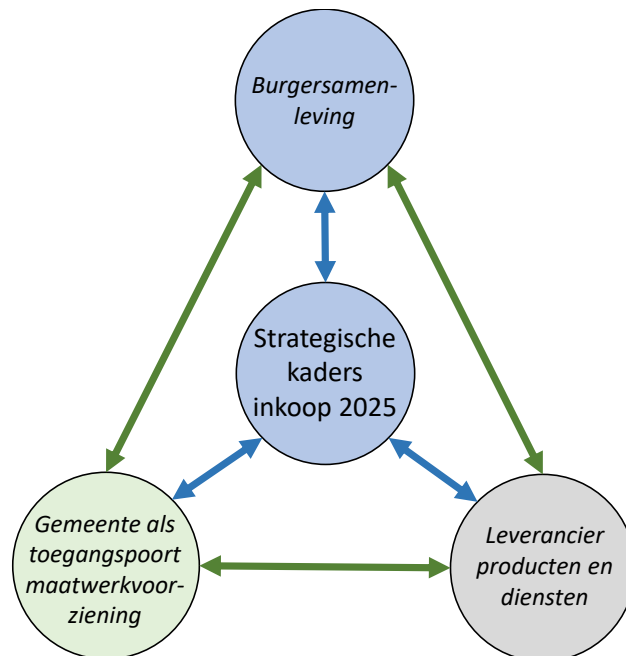 Burgersamen-
leving
Strategische
kaders
inkoop 2025
Gemeente als
toegangspoort
maatwerkvoor-
ziening
Leverancier
producten en
diensten